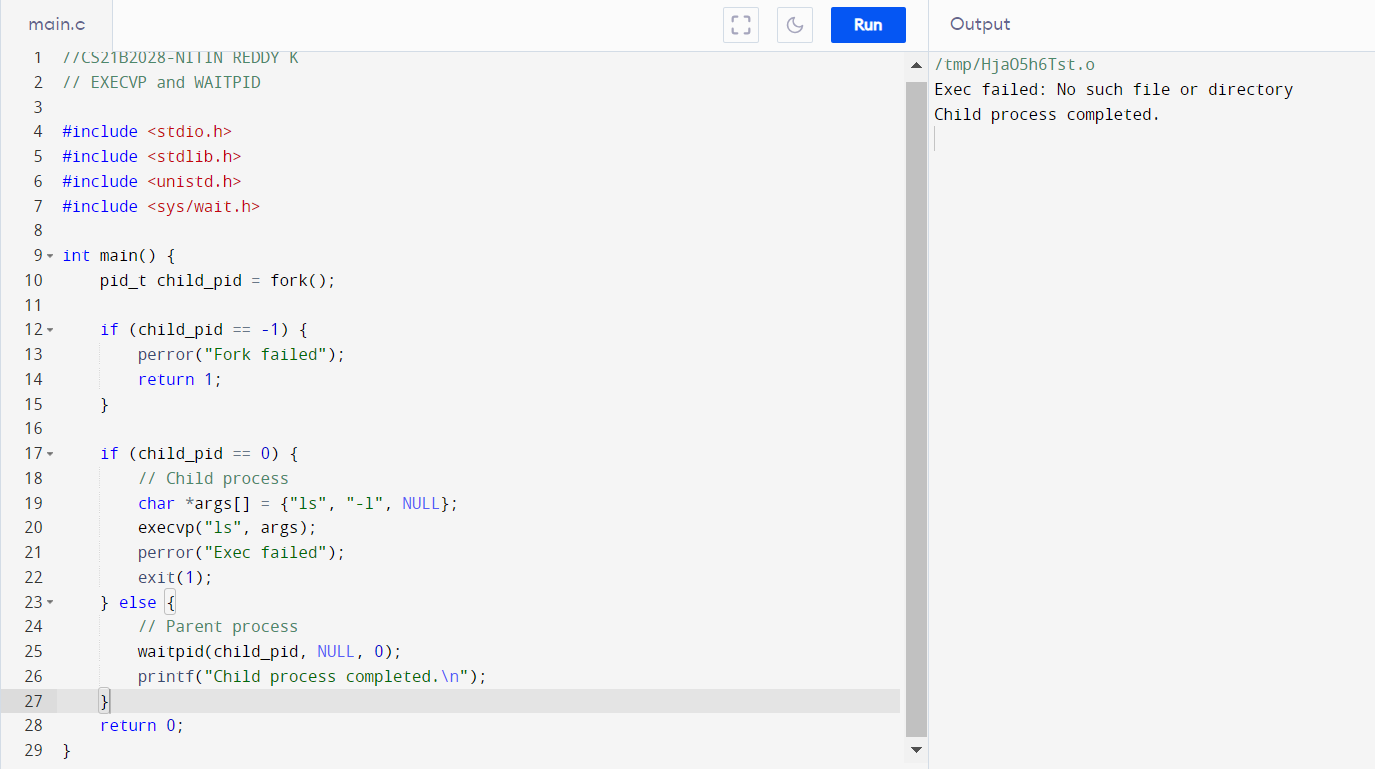 main.c
Run
Output
1 //CS21B2028-NITIN REDDY K
2 // EXECVP and WAITPID
3
4 #include <stdio.h>
5 #include <stdlib.h>
6 #include <unistd.h>
7 #include <sys/wait.h>
8
9 int main() {
10     pid_t child_pid = fork();
11
12     if (child_pid == -1) {
13         perror("Fork failed");
14         return 1;
15     }
16
17     if (child_pid == 0) {
18         // Child process
19         char *args[] = {"ls", "-l", NULL};
20         execvp("ls", args);
21         perror("Exec failed");
22         exit(1);
23     } else {
24         // Parent process
25         waitpid(child_pid, NULL, 0);
26         printf("Child process completed.\n");
27     }
28     return 0;
29 }
/tmp/HjaO5h6Tst.o
Exec failed: No such file or directory
Child process completed.